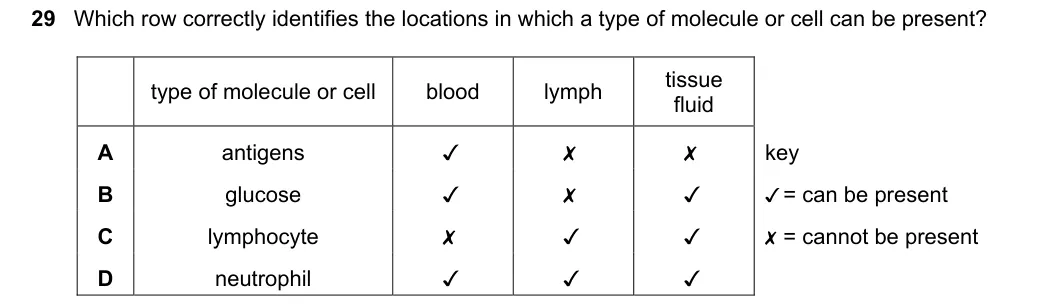 29 Which row correctly identifies the locations in which a type of molecule or cell can be present?
type of molecule or cell blood lymph tissue fluid
A antigens ✓ ✗ ✗ key
B glucose ✓ ✗ ✓ ✓ = can be present
C lymphocyte ✗ ✓ ✓ ✗ = cannot be present
D neutrophil ✓ ✓ ✓